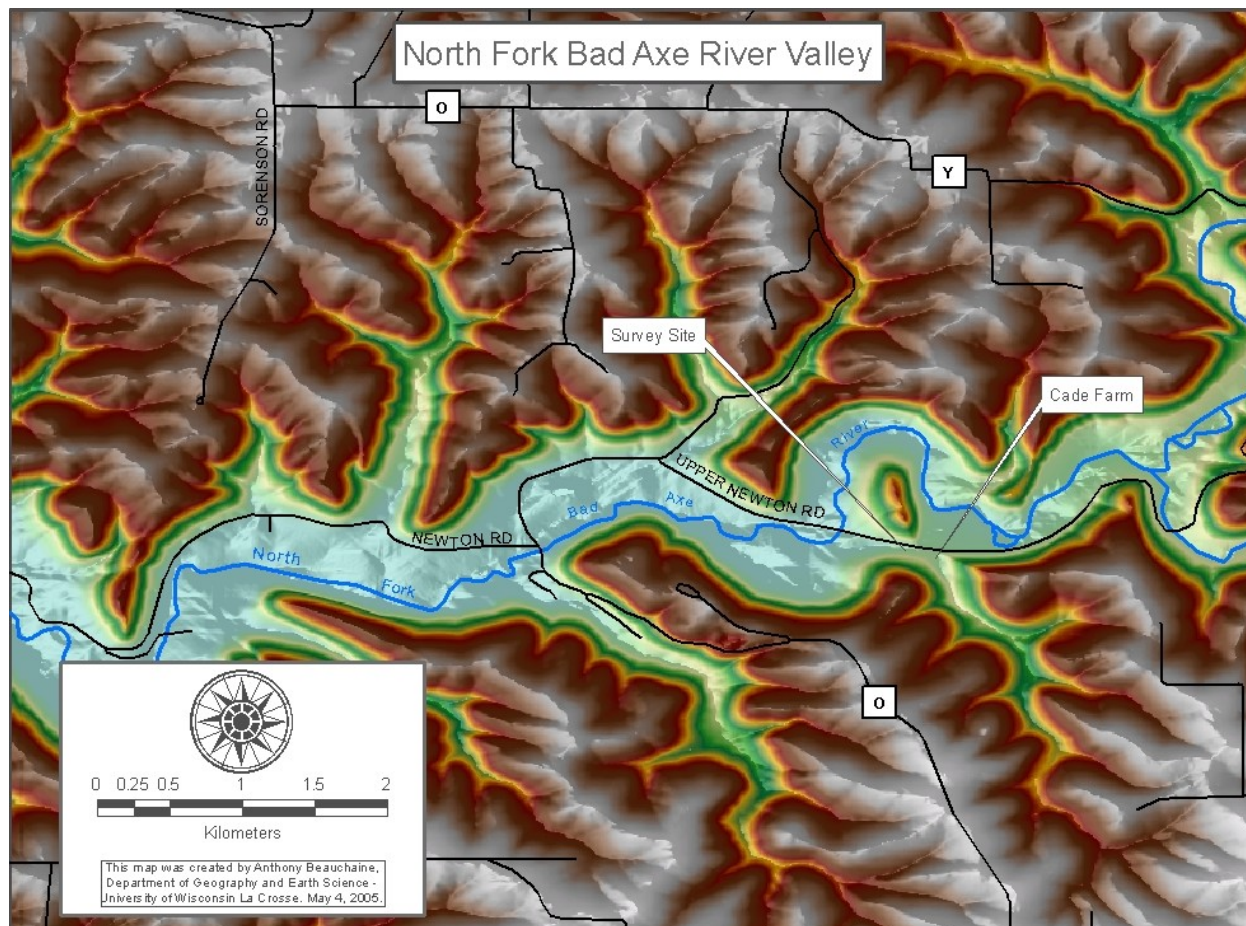 North Fork Bad Axe River Valley
O
SORENSON RD
Y
Survey Site
Cade Farm
River
UPPER NEWTON RD
Bad
Axe
NEWTON RD
North
Fork
O
0 0.25 0.5 1 1.5 2
Kilometers
This map was created by Anthony Beauchaine,
Department of Geography and Earth Science -
University of Wisconsin La Crosse. May 4, 2005.